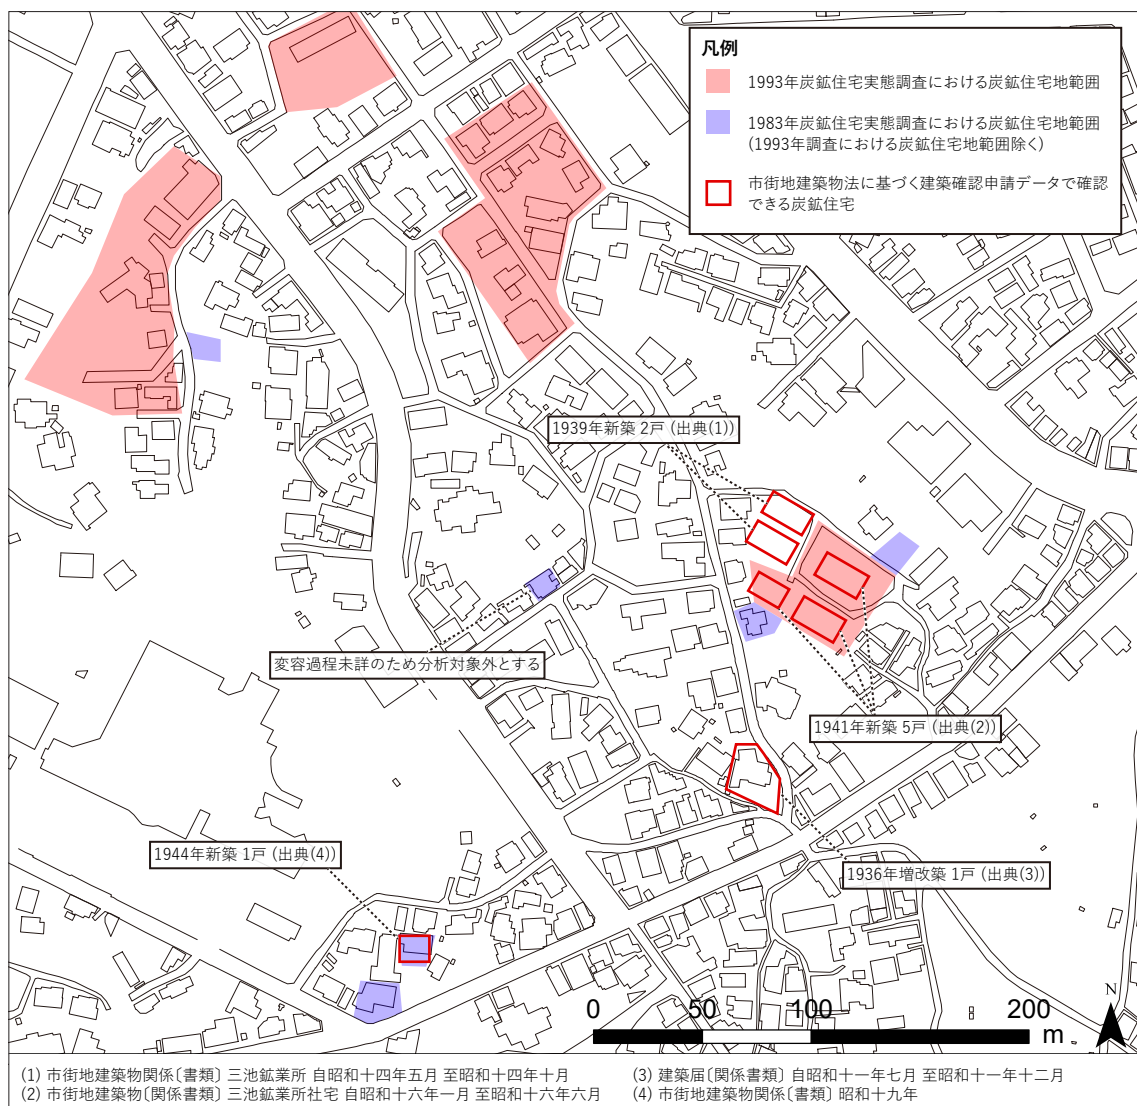 凡例
1993年炭鉱住宅実態調査における炭鉱住宅地範囲
1983年炭鉱住宅実態調査における炭鉱住宅地範囲
(1993年調査における炭鉱住宅地範囲除く)
市街地建築物法に基づく建築確認申請データで確認
できる炭鉱住宅
1939年新築 2戸 (出典(1))
変容過程未詳のため分析対象外とする
1941年新築 5戸 (出典(2))
1944年新築 1戸 (出典(4))
1936年増改築 1戸 (出典(3))
0 50 100 200
m
N
(1) 市街地建築物関係〔書類〕 三池鉱業所 自昭和十四年五月 至昭和十四年十月
(2) 市街地建築物〔関係書類〕 三池鉱業所社宅 自昭和十六年一月 至昭和十六年六月
(3) 建築届〔関係書類〕 自昭和十一年七月 至昭和十一年十二月
(4) 市街地建築物関係〔書類〕 昭和十九年